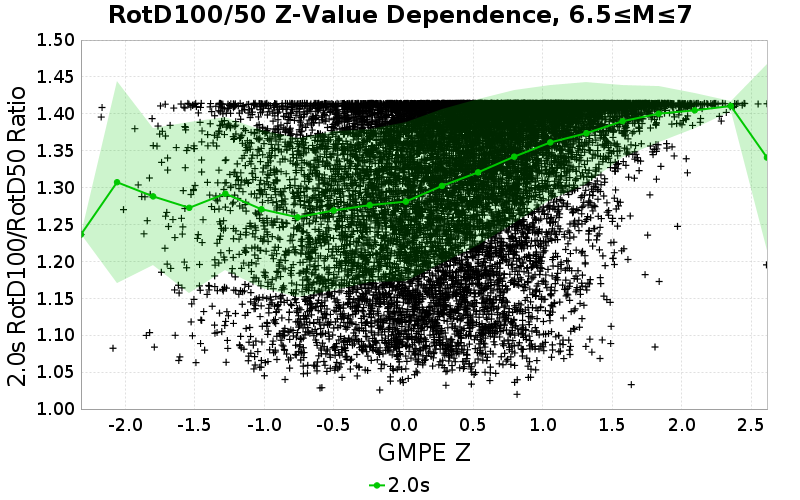 RotD100/50 Z-Value Dependence, 6.5≤M≤7
2.0s RotD100/RotD50 Ratio
1.50
1.45
1.40
1.35
1.30
1.25
1.20
1.15
1.10
1.05
1.00
-2.0 -1.5 -1.0 -0.5 0.0 0.5 1.0 1.5 2.0 2.5
GMPE Z
2.0s